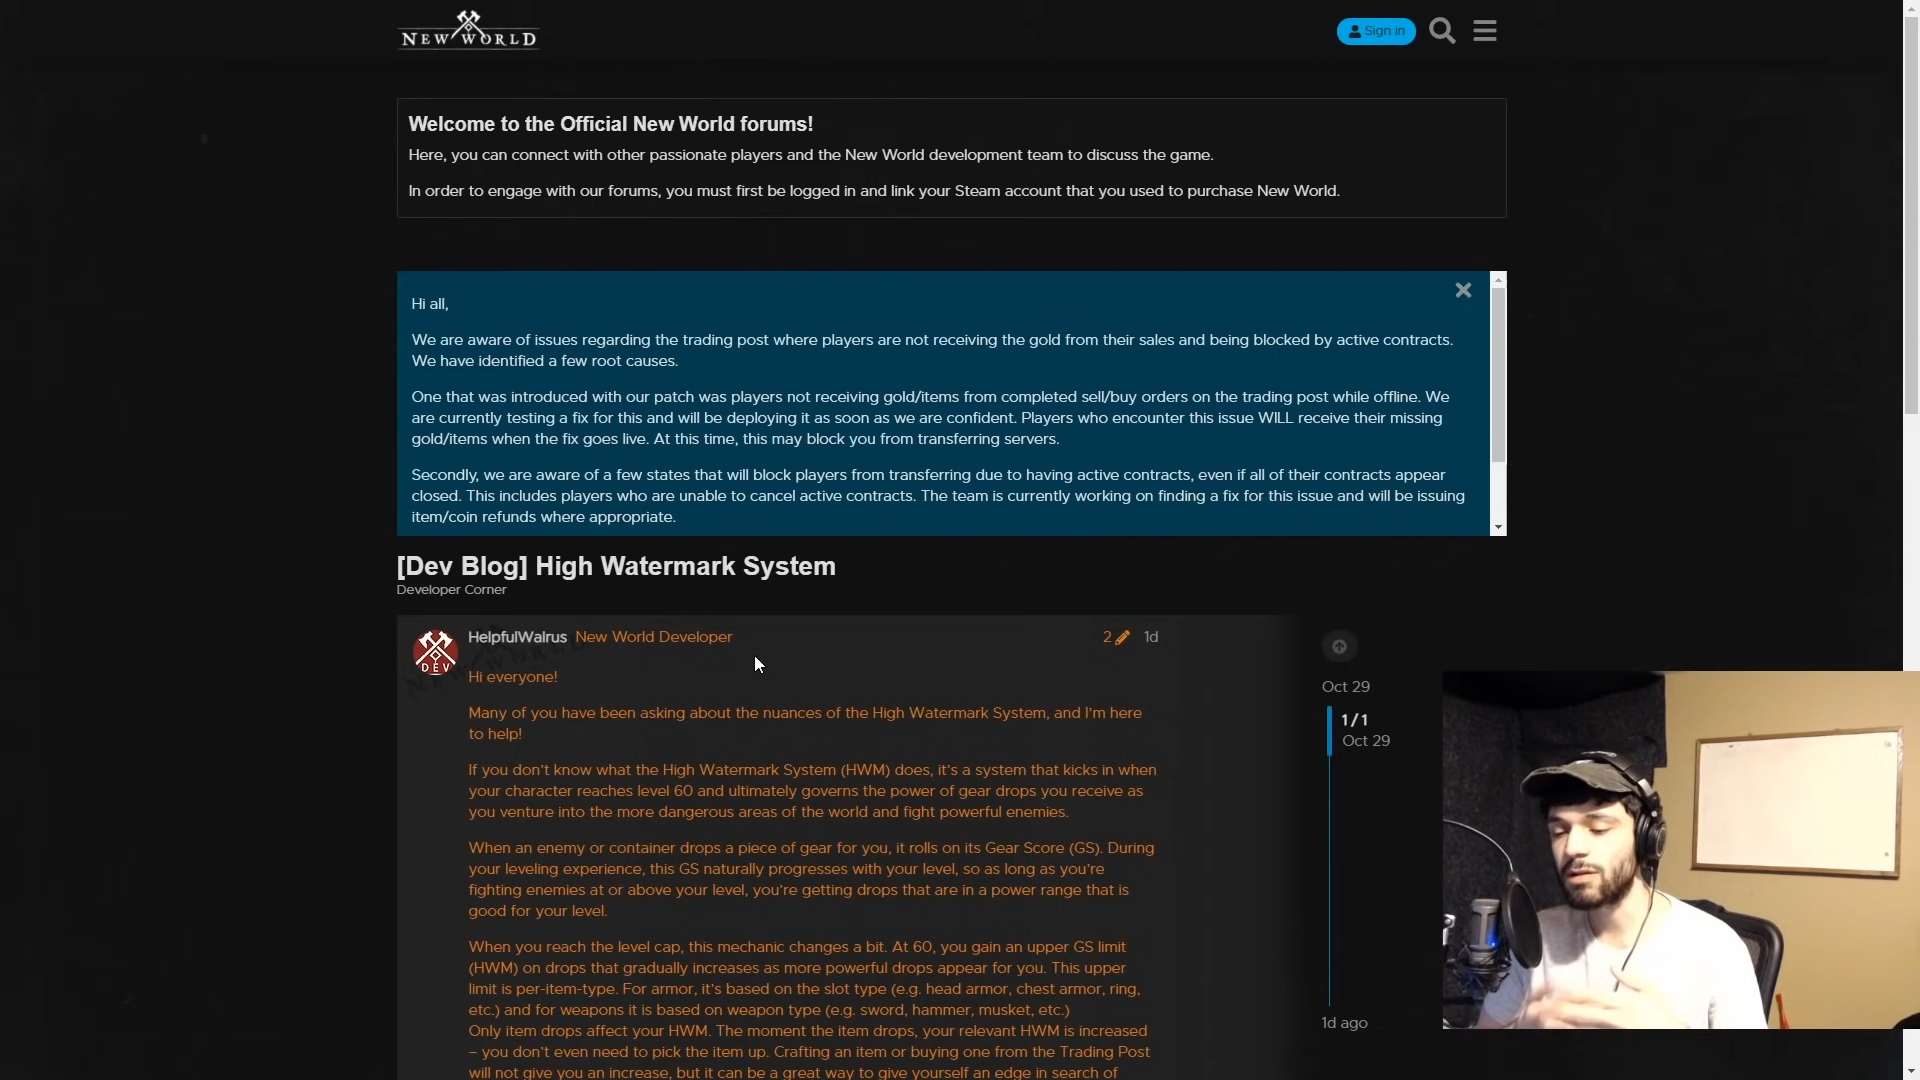 NEW WORLD
Sign in
Welcome to the Official New World forums!
Here, you can connect with other passionate players and the New World development team to discuss the game.
In order to engage with our forums, you must first be logged in and link your Steam account that you used to purchase New World.
Hi all,
We are aware of issues regarding the trading post where players are not receiving the gold from their sales and being blocked by active contracts.
We have identified a few root causes.
One that was introduced with our patch was players not receiving gold/items from completed sell/buy orders on the trading post while offline. We
are currently testing a fix for this and will be deploying it as soon as we are confident. Players who encounter this issue WILL receive their missing
gold/items when the fix goes live. At this time, this may block you from transferring servers.
Secondly, we are aware of a few states that will block players from transferring due to having active contracts, even if all of their contracts appear
closed. This includes players who are unable to cancel active contracts. The team is currently working on finding a fix for this issue and will be issuing
item/coin refunds where appropriate.
[Dev Blog] High Watermark System
Developer Corner
DEV
HelpfulWalrus New World Developer
2 1d
Hi everyone!
Many of you have been asking about the nuances of the High Watermark System, and I'm here
to help!
If you don't know what the High Watermark System (HWM) does, it's a system that kicks in when
your character reaches level 60 and ultimately governs the power of gear drops you receive as
you venture into the more dangerous areas of the world and fight powerful enemies.
When an enemy or container drops a piece of gear for you, it rolls on its Gear Score (GS). During
your leveling experience, this GS naturally progresses with your level, so as long as you're
fighting enemies at or above your level, you're getting drops that are in a power range that is
good for your level.
When you reach the level cap, this mechanic changes a bit. At 60, you gain an upper GS limit
(HWM) on drops that gradually increases as more powerful drops appear for you. This upper
limit is per-item-type. For armor, it's based on the slot type (e.g. head armor, chest armor, ring,
etc.) and for weapons it is based on weapon type (e.g. sword, hammer, musket, etc.)
Only item drops affect your HWM. The moment the item drops, your relevant HWM is increased
– you don't even need to pick the item up. Crafting an item or buying one from the Trading Post
will not give you an increase, but it can be a great way to give yourself an edge in search of
Oct 29
1 / 1
Oct 29
1d ago